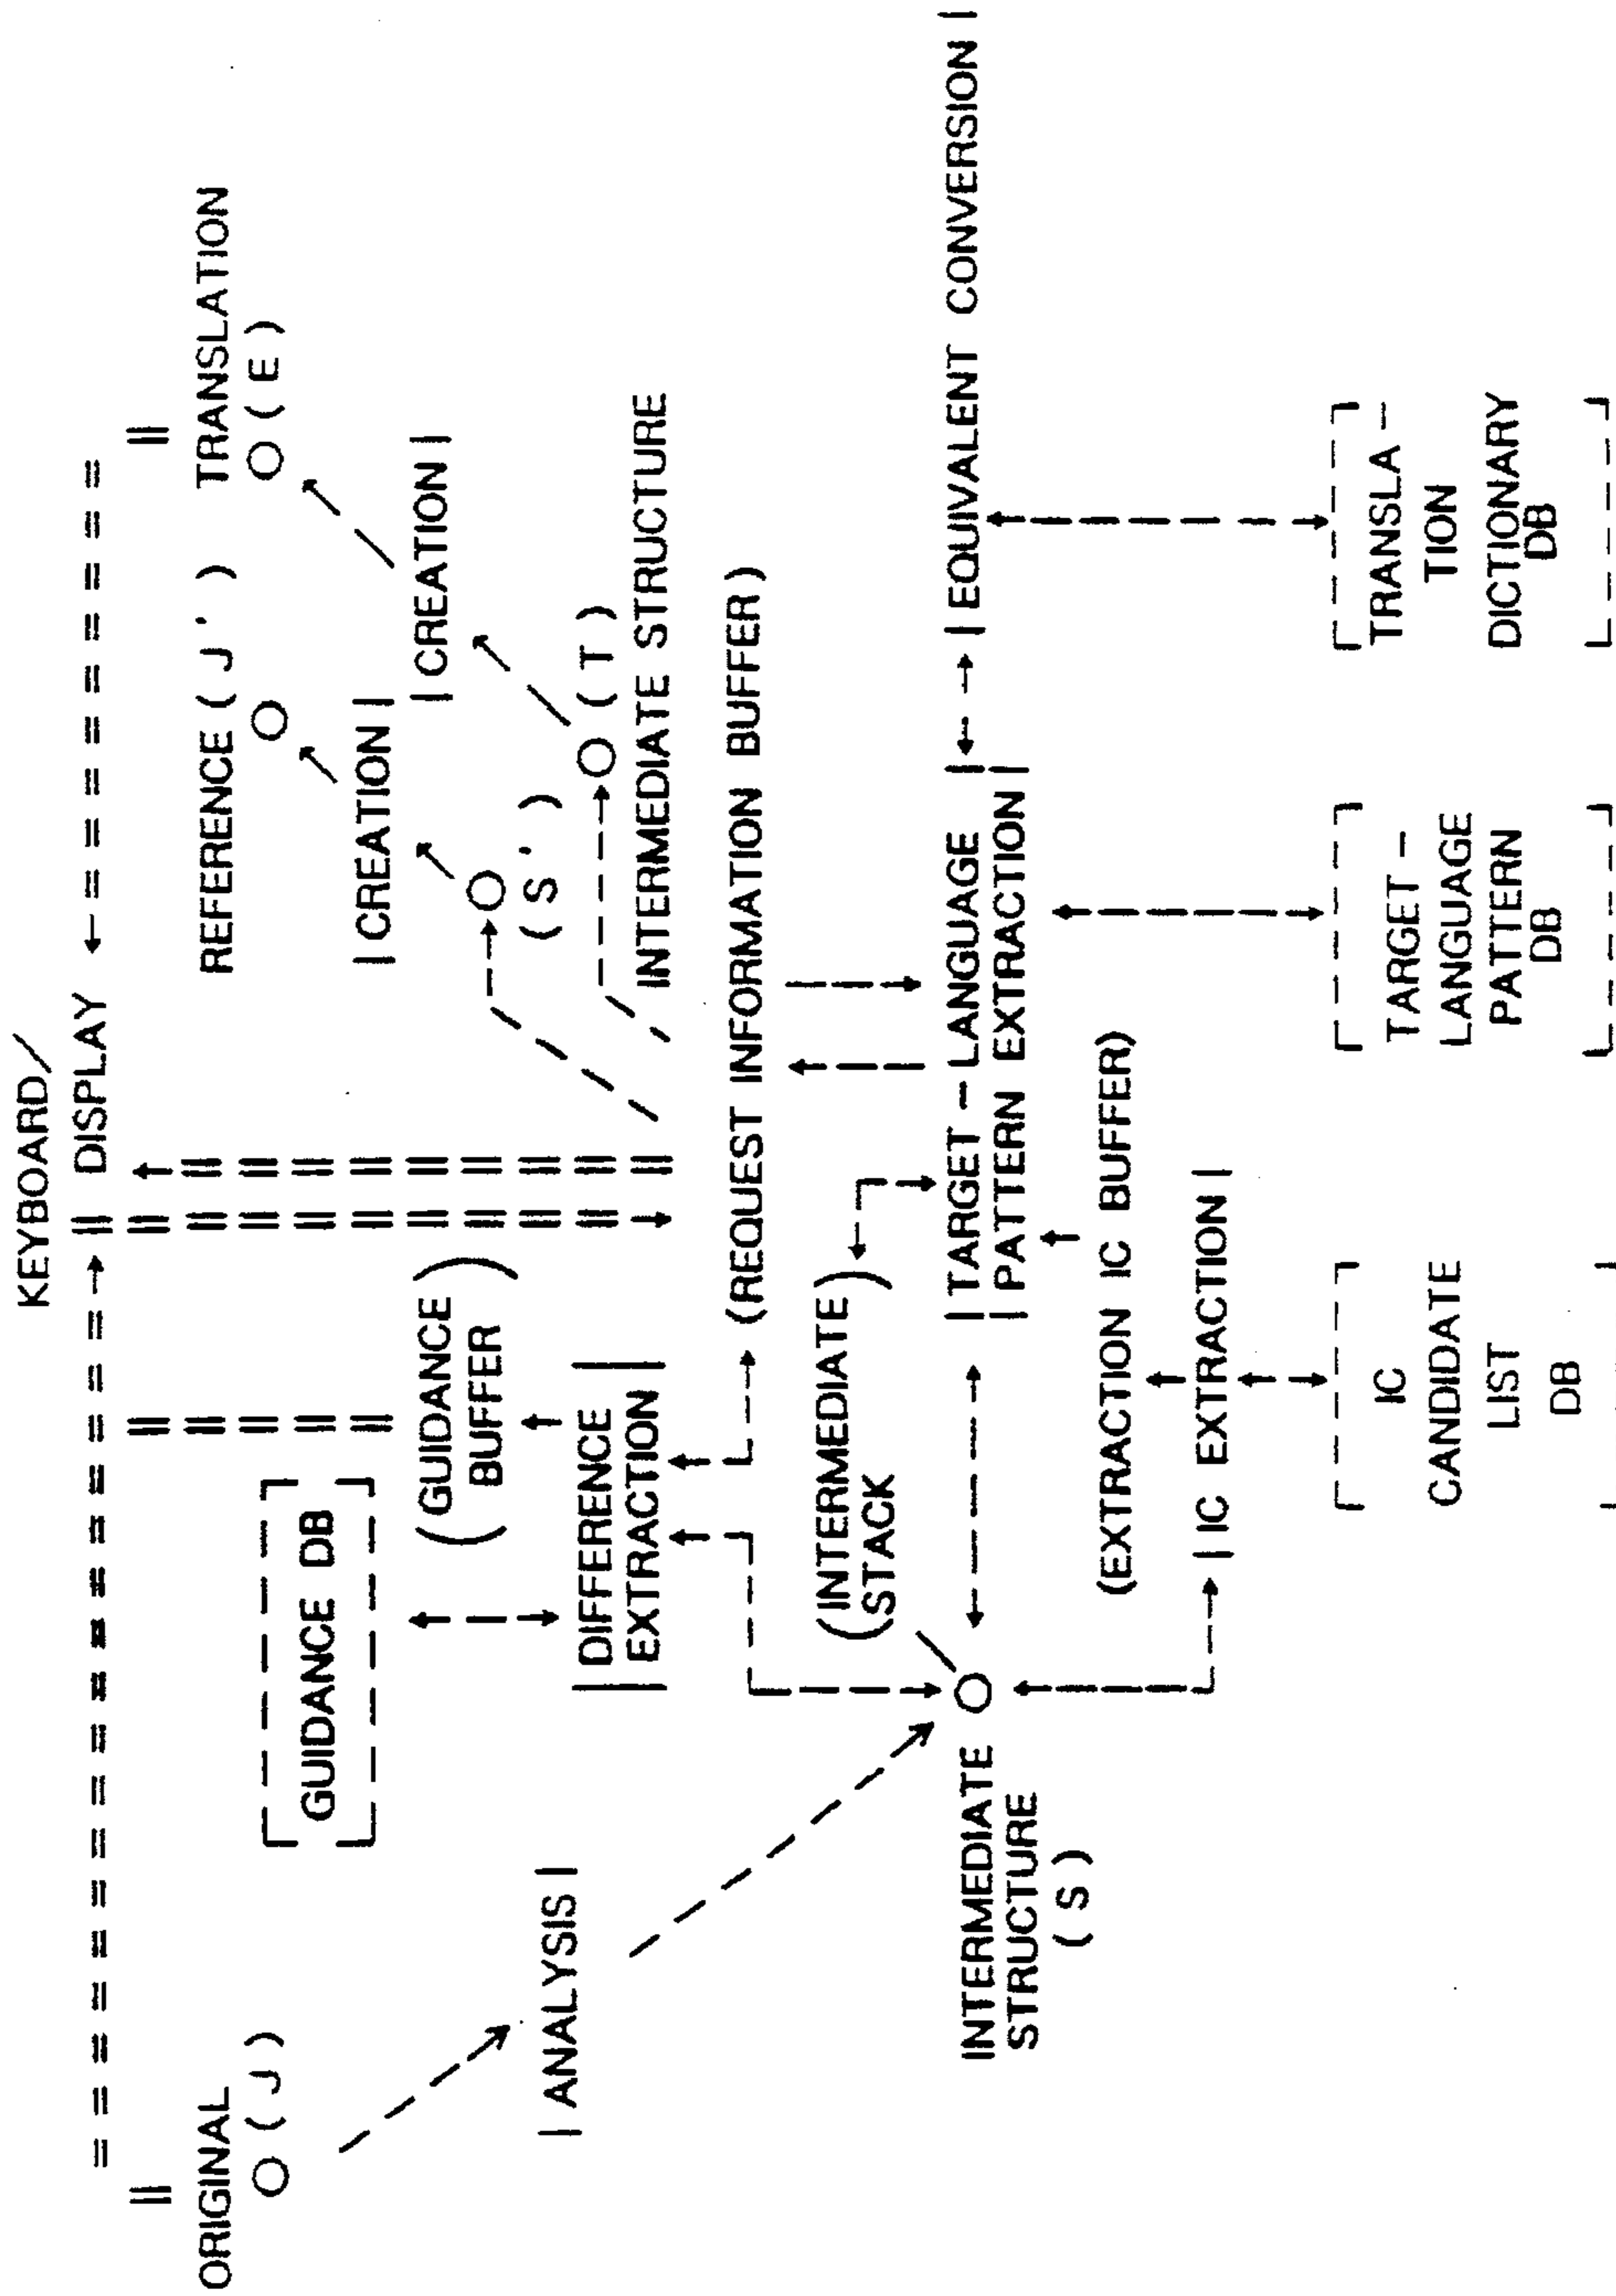 KEYBOARD/
DISPLAY
ORIGINAL
( J )
REFERENCE ( J ' )
TRANSLATION
( E )
GUIDANCE DB
| CREATION |
| CREATION |
(GUIDANCE
BUFFER)
( S ' )
( T )
INTERMEDIATE STRUCTURE
| ANALYSIS |
| DIFFERENCE |
| EXTRACTION |
(REQUEST INFORMATION BUFFER)
(INTERMEDIATE)
(STACK
INTERMEDIATE
STRUCTURE
( S )
| TARGET – LANGUAGE |
| PATTERN EXTRACTION |
| EQUIVALENT CONVERSION |
(EXTRACTION IC BUFFER)
| IC EXTRACTION |
IC
CANDIDATE
LIST
DB
TARGET –
LANGUAGE
PATTERN
DB
TRANSLA –
TION
DICTIONARY
DB